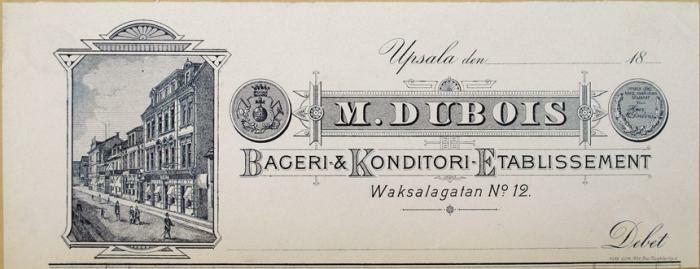 Upsala den 18
M. DUBOIS
BAGERI-& KONDITORI-ETABLISSEMENT
Waksalagatan No 12.
Debet